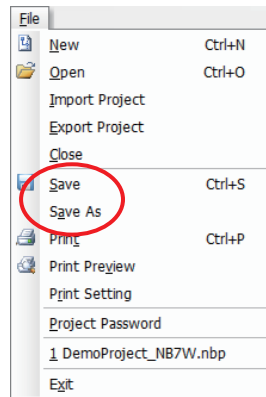 File
New Ctrl+N
Open Ctrl+O
Import Project
Export Project
Close
Save Ctrl+S
Save As
Print Ctrl+P
Print Preview
Print Setting
Project Password
1 DemoProject_NB7W.nbp
Exit